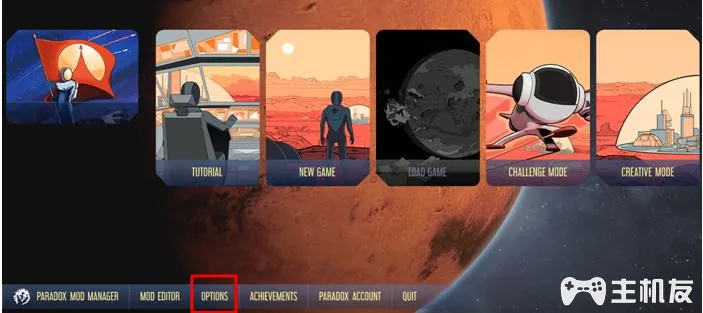 TUTORIAL
NEW GAME
LOAD GAME
CHALLENGE MODE
CREATIVE MODE
PARADOX MOD MANAGER
MOD EDITOR
OPTIONS
ACHIEVEMENTS
PARADOX ACCOUNT
QUIT
主机友